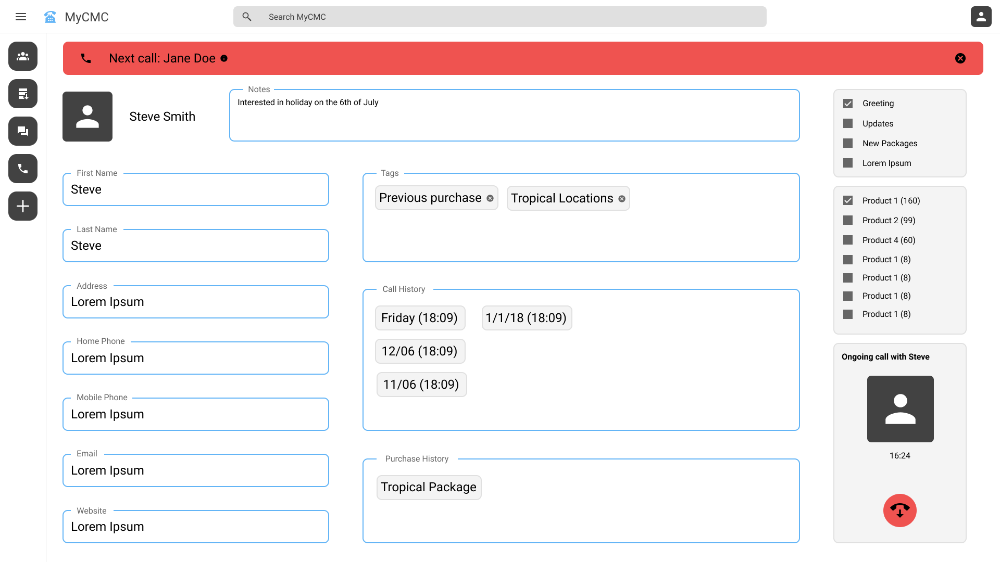 MyCMC
Search MyCMC
Next call: Jane Doe
Steve Smith
Notes
Interested in holiday on the 6th of July
First Name
Steve
Last Name
Steve
Address
Lorem Ipsum
Home Phone
Lorem Ipsum
Mobile Phone
Lorem Ipsum
Email
Lorem Ipsum
Website
Lorem Ipsum
Tags
Previous purchase
Tropical Locations
Call History
Friday (18:09)
1/1/18 (18:09)
12/06 (18:09)
11/06 (18:09)
Purchase History
Tropical Package
Greeting
Updates
New Packages
Lorem Ipsum
Product 1 (160)
Product 2 (99)
Product 4 (60)
Product 1 (8)
Product 1 (8)
Product 1 (8)
Product 1 (8)
Ongoing call with Steve
16:24